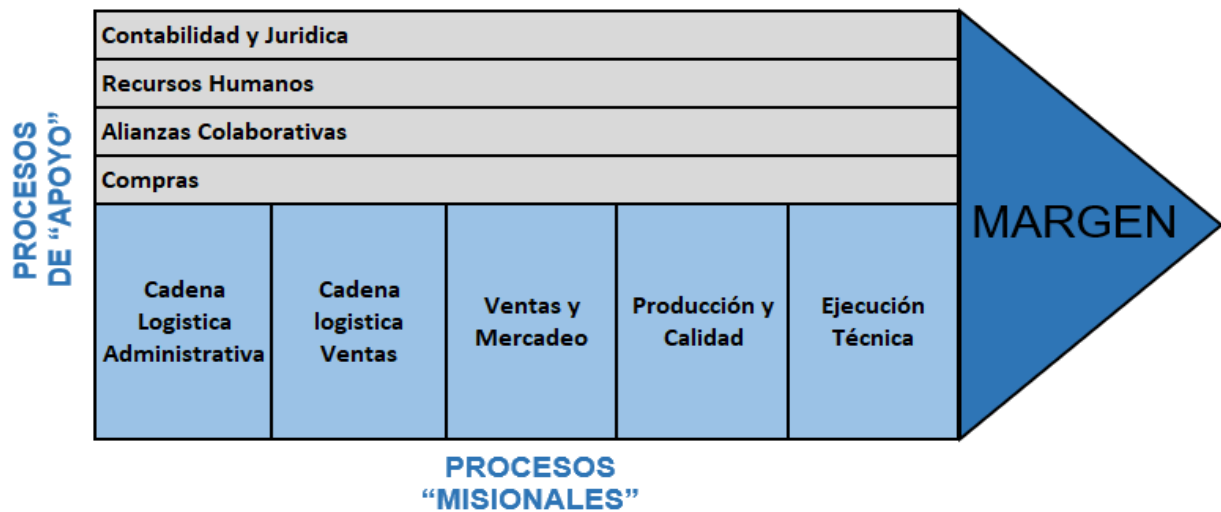 Contabilidad y Juridica
Recursos Humanos
Alianzas Colaborativas
Compras
PROCESOS
DE “APOYO”
Cadena
Logistica
Administrativa
Cadena
logistica
Ventas
Ventas y
Mercadeo
Producción y
Calidad
Ejecución
Técnica
MARGEN
PROCESOS
“MISIONALES”